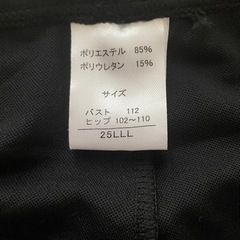 ポリエステル 85%
ポリウレタン 15%
サイズ
バスト 112
ヒップ 102～110
25LLL